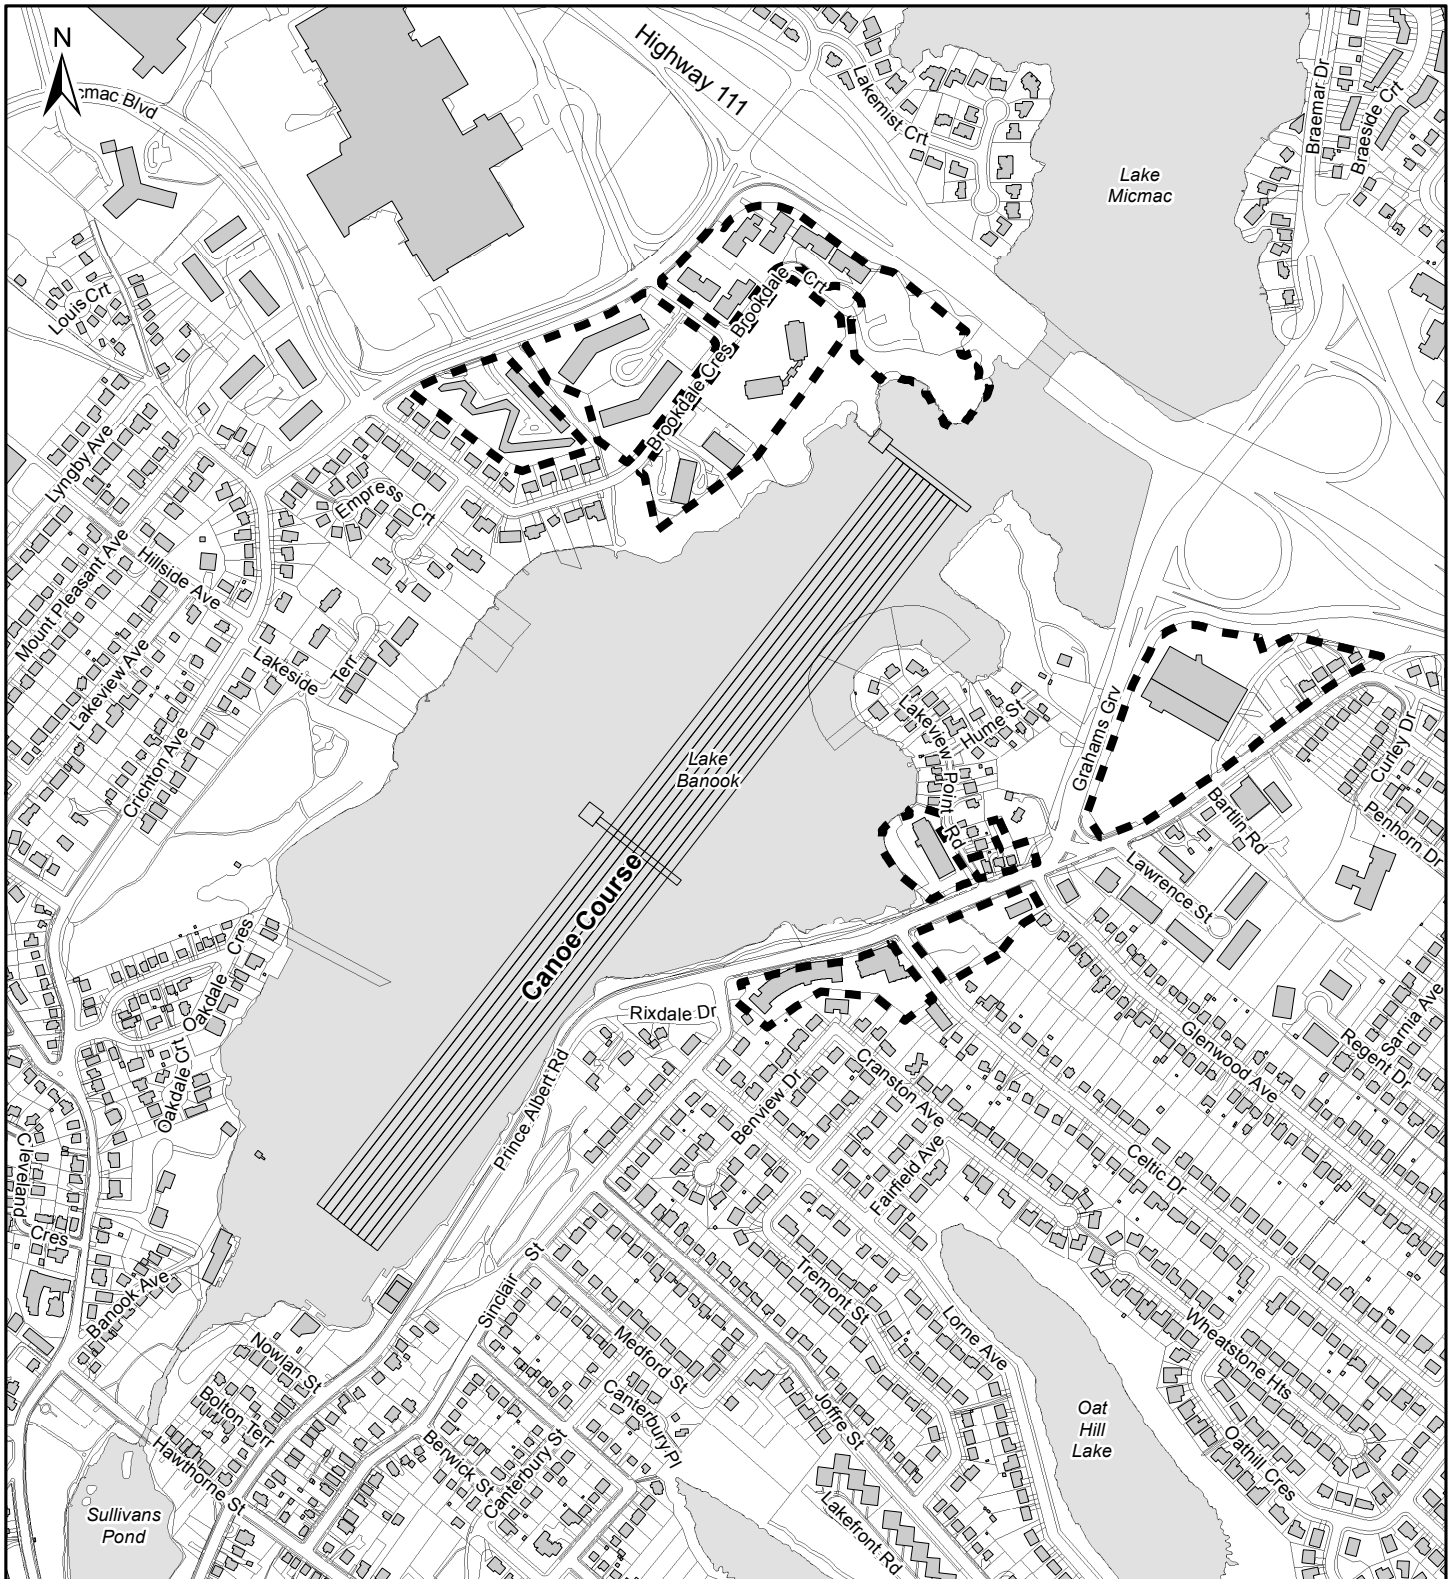 N
cmac Blvd
Highway 111
Lakemist Crt
Lake
Micmac
Braemar Dr
Braeside Crt
Louis Crt
Brookdale Crt
Brookdale Cres
Lyngby Ave
Empress Crt
Mount Pleasant Ave
Hillside Ave
Lakeview Ave
Lakeside Terr
Crichton Ave
Lakeview Point Rd
Hume St
Grahams Grv
Curley Dr
Lake
Banook
Bartlin Rd
Penhorn Dr
Lawrence St
Canoe Course
Oakdale Cres
Rixdale Dr
Oakdale Crt
Prince Albert Rd
Cranston Ave
Benview Dr
Glenwood Ave
Sarnia Ave
Regent Dr
Cleveland
Cres
Fairfield Ave
Celtic Dr
Banook Ave
Sinclair St
Tremont St
Lorne Ave
Wheatstone Hts
Nowlan St
Medford St
Bolton Terr
Canterbury Pl
Joffre St
Oat
Hill
Lake
Hawthorne St
Berwick St
Canterbury St
Oathill Cres
Sullivans
Pond
Lakefront Rd